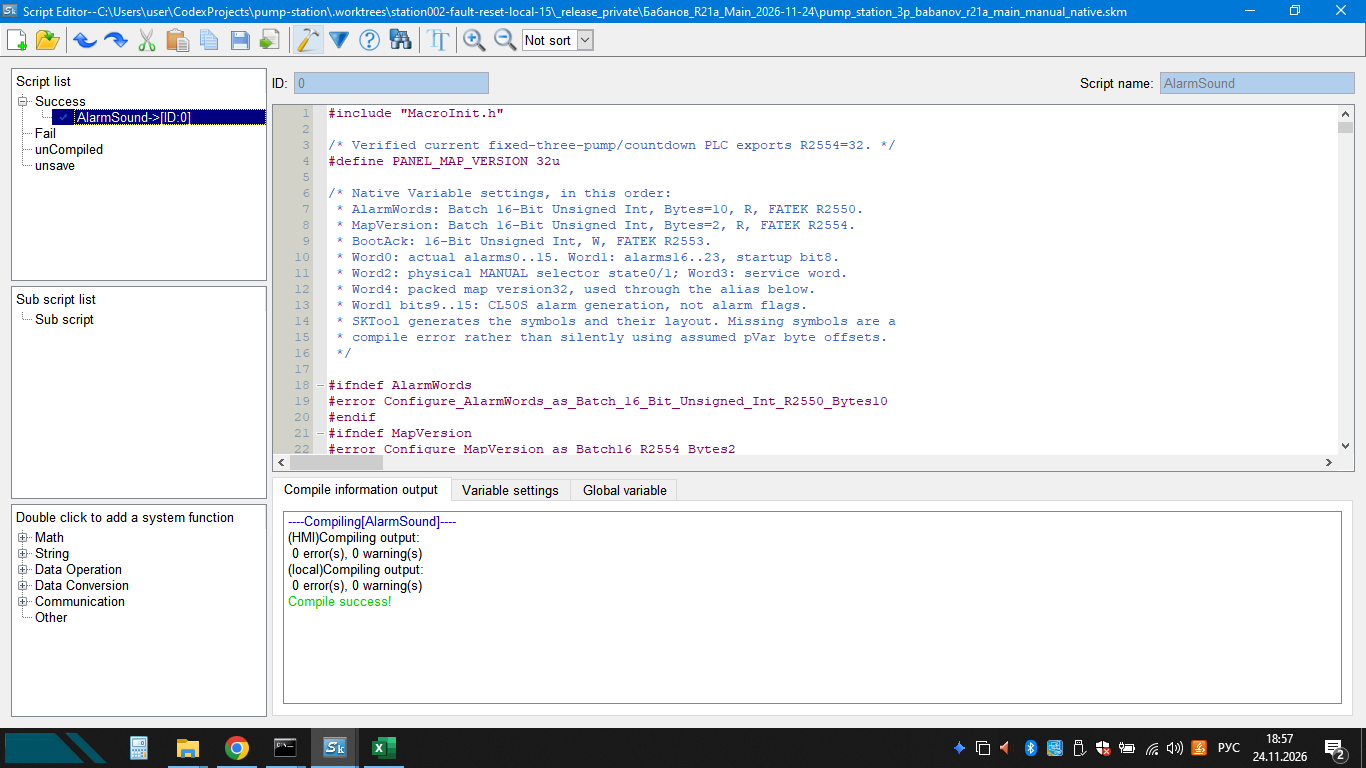 Script Editor--C:\Users\user\CodexProjects\pump-station\.worktrees\station002-fault-reset-local-15\_release_private\Бабанов_R21a_Main_2026-11-24\pump_station_3p_babanov_r21a_main_manual_native.skm
Not sort
Script list
Success
AlarmSound->[ID:0]
Fail
unCompiled
unsave
Sub script list
Sub script
Double click to add a system function
Math
String
Data Operation
Data Conversion
Communication
Other
ID: 0
Script name: AlarmSound
1 #include "MacroInit.h"
2
3 /* Verified current fixed-three-pump/countdown PLC exports R2554=32. */
4 #define PANEL_MAP_VERSION 32u
5
6 /* Native Variable settings, in this order:
7 * AlarmWords: Batch 16-Bit Unsigned Int, Bytes=10, R, FATEK R2550.
8 * MapVersion: Batch 16-Bit Unsigned Int, Bytes=2, R, FATEK R2554.
9 * BootAck: 16-Bit Unsigned Int, W, FATEK R2553.
10 * Word0: actual alarms0..15. Word1: alarms16..23, startup bit8.
11 * Word2: physical MANUAL selector state0/1; Word3: service word.
12 * Word4: packed map version32, used through the alias below.
13 * Word1 bits9..15: CL50S alarm generation, not alarm flags.
14 * SKTool generates the symbols and their layout. Missing symbols are a
15 * compile error rather than silently using assumed pVar byte offsets.
16 */
17
18 #ifndef AlarmWords
19 #error Configure_AlarmWords_as_Batch_16_Bit_Unsigned_Int_R2550_Bytes10
20 #endif
21 #ifndef MapVersion
22 #error Configure_MapVersion_as_Batch16_R2554_Bytes2
Compile information output
Variable settings
Global variable
----Compiling[AlarmSound]----
(HMI)Compiling output:
0 error(s), 0 warning(s)
(local)Compiling output:
0 error(s), 0 warning(s)
Compile success!
РУС
18:57
24.11.2026
2